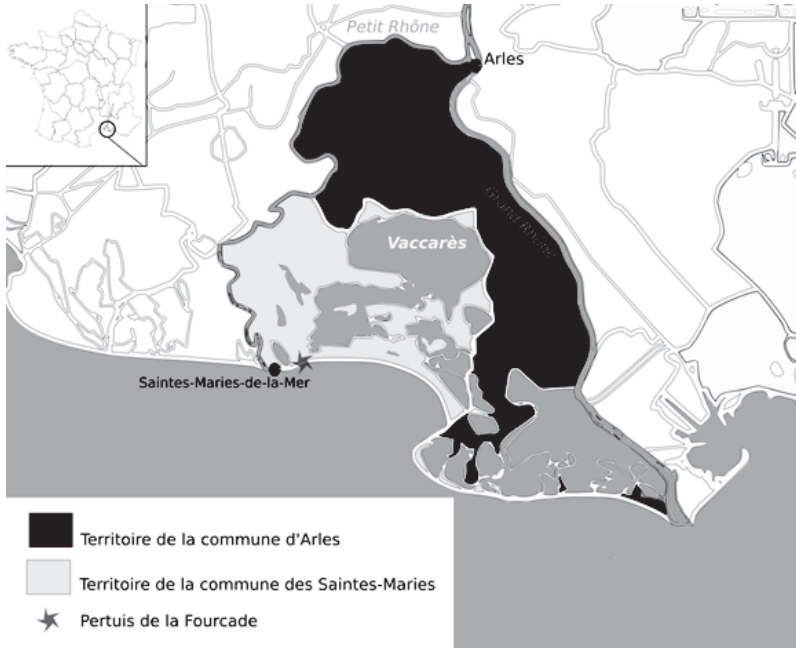 Petit Rhône
Arles
Grand Rhône
Vaccarès
Saintes-Maries-de-la-Mer
Territoire de la commune d'Arles
Territoire de la commune des Saintes-Maries
Pertuis de la Fourcade